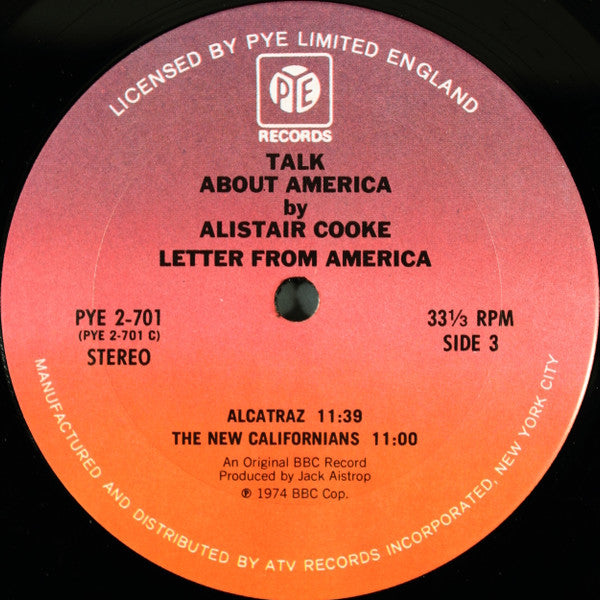 LICENSED BY PYE LIMITED ENGLAND
PYE
RECORDS
TALK
ABOUT AMERICA
by
ALISTAIR COOKE
LETTER FROM AMERICA
PYE 2-701
(PYE 2-701 C)
STEREO
33⅓ RPM
SIDE 3
ALCATRAZ 11:39
THE NEW CALIFORNIANS 11:00
An Original BBC Record
Produced by Jack Aistrop
℗ 1974 BBC Cop.
MANUFACTURED AND DISTRIBUTED BY ATV RECORDS INCORPORATED, NEW YORK CITY